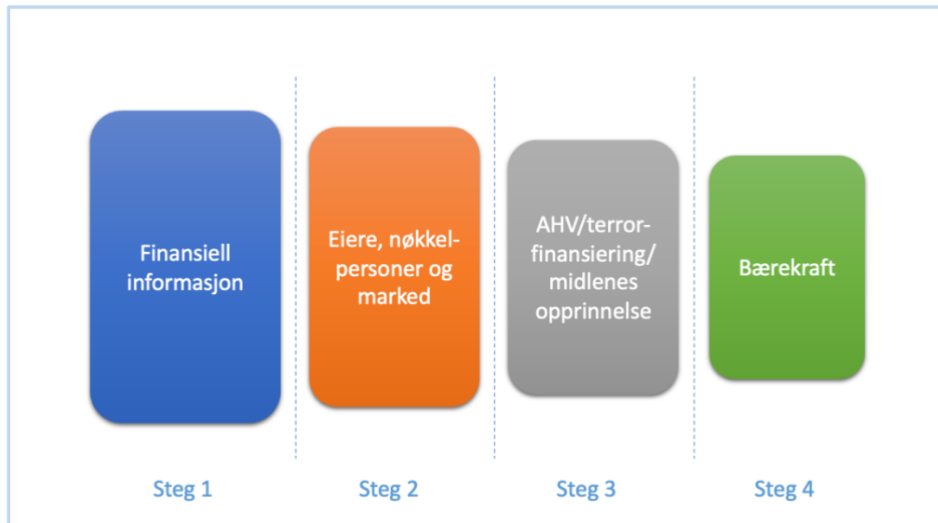 Finansiell
informasjon
Eiere, nøkkel-
personer og
marked
AHV/terror-
finansiering/
midlenes
opprinnelse
Bærekraft
Steg 1
Steg 2
Steg 3
Steg 4